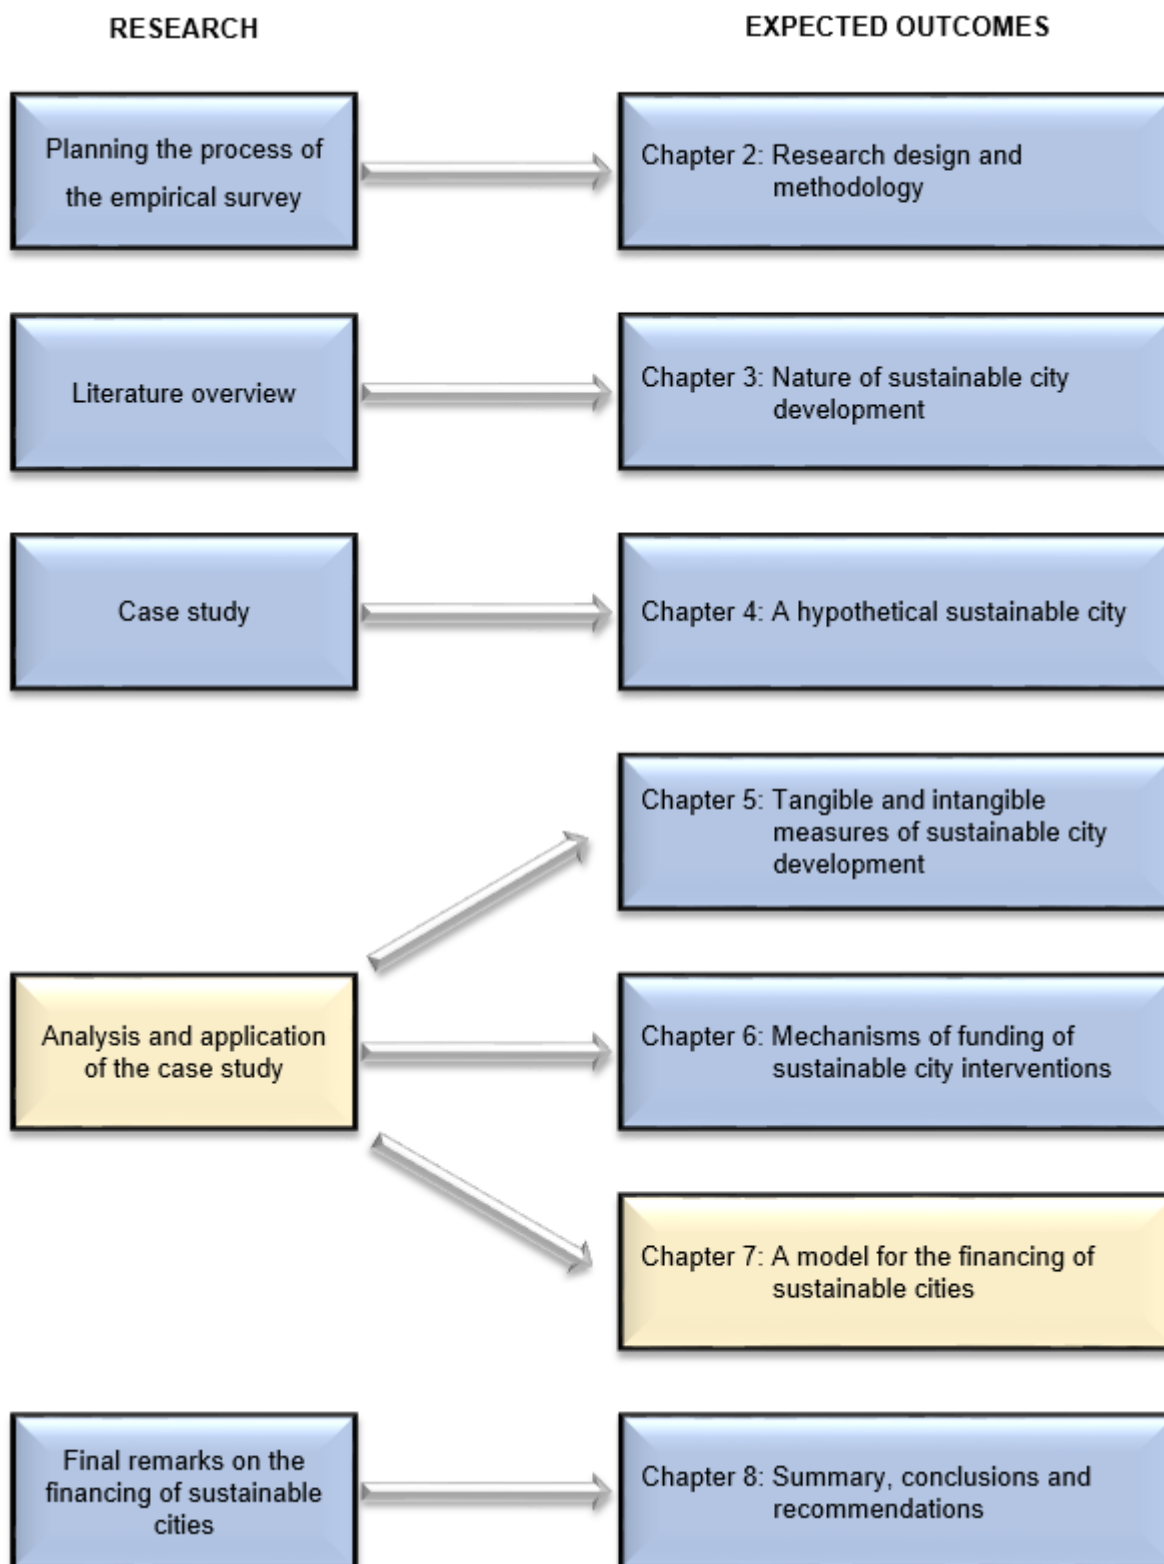 RESEARCH
EXPECTED OUTCOMES
Planning the process of
the empirical survey
Chapter 2: Research design and
methodology
Literature overview
Chapter 3: Nature of sustainable city
development
Case study
Chapter 4: A hypothetical sustainable city
Chapter 5: Tangible and intangible
measures of sustainable city
development
Analysis and application
of the case study
Chapter 6: Mechanisms of funding of
sustainable city interventions
Chapter 7: A model for the financing of
sustainable cities
Final remarks on the
financing of sustainable
cities
Chapter 8: Summary, conclusions and
recommendations